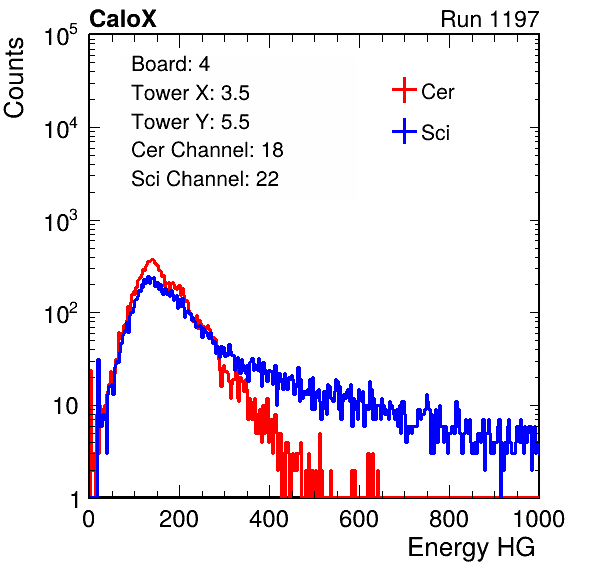 CaloX Run 1197
Counts
10^5
10^4
10^3
10^2
10
1
Board: 4
Tower X: 3.5
Tower Y: 5.5
Cer Channel: 18
Sci Channel: 22
Cer
Sci
0 200 400 600 800 1000
Energy HG